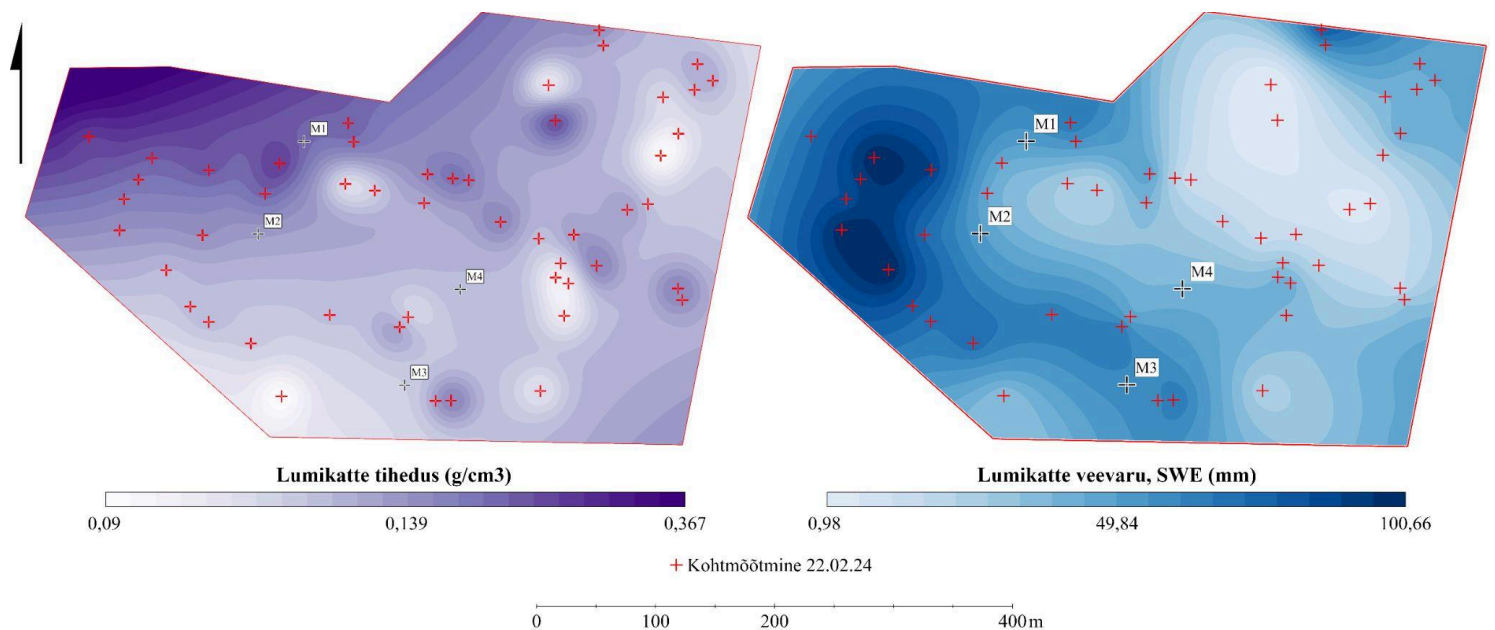 M1
M2
M4
M3
M1
M2
M4
M3
Lumikatte tihedus (g/cm3)
0,09 0,139 0,367
Lumikatte veevaru, SWE (mm)
0,98 49,84 100,66
Kohtmõõtmine 22.02.24
0 100 200 400 m